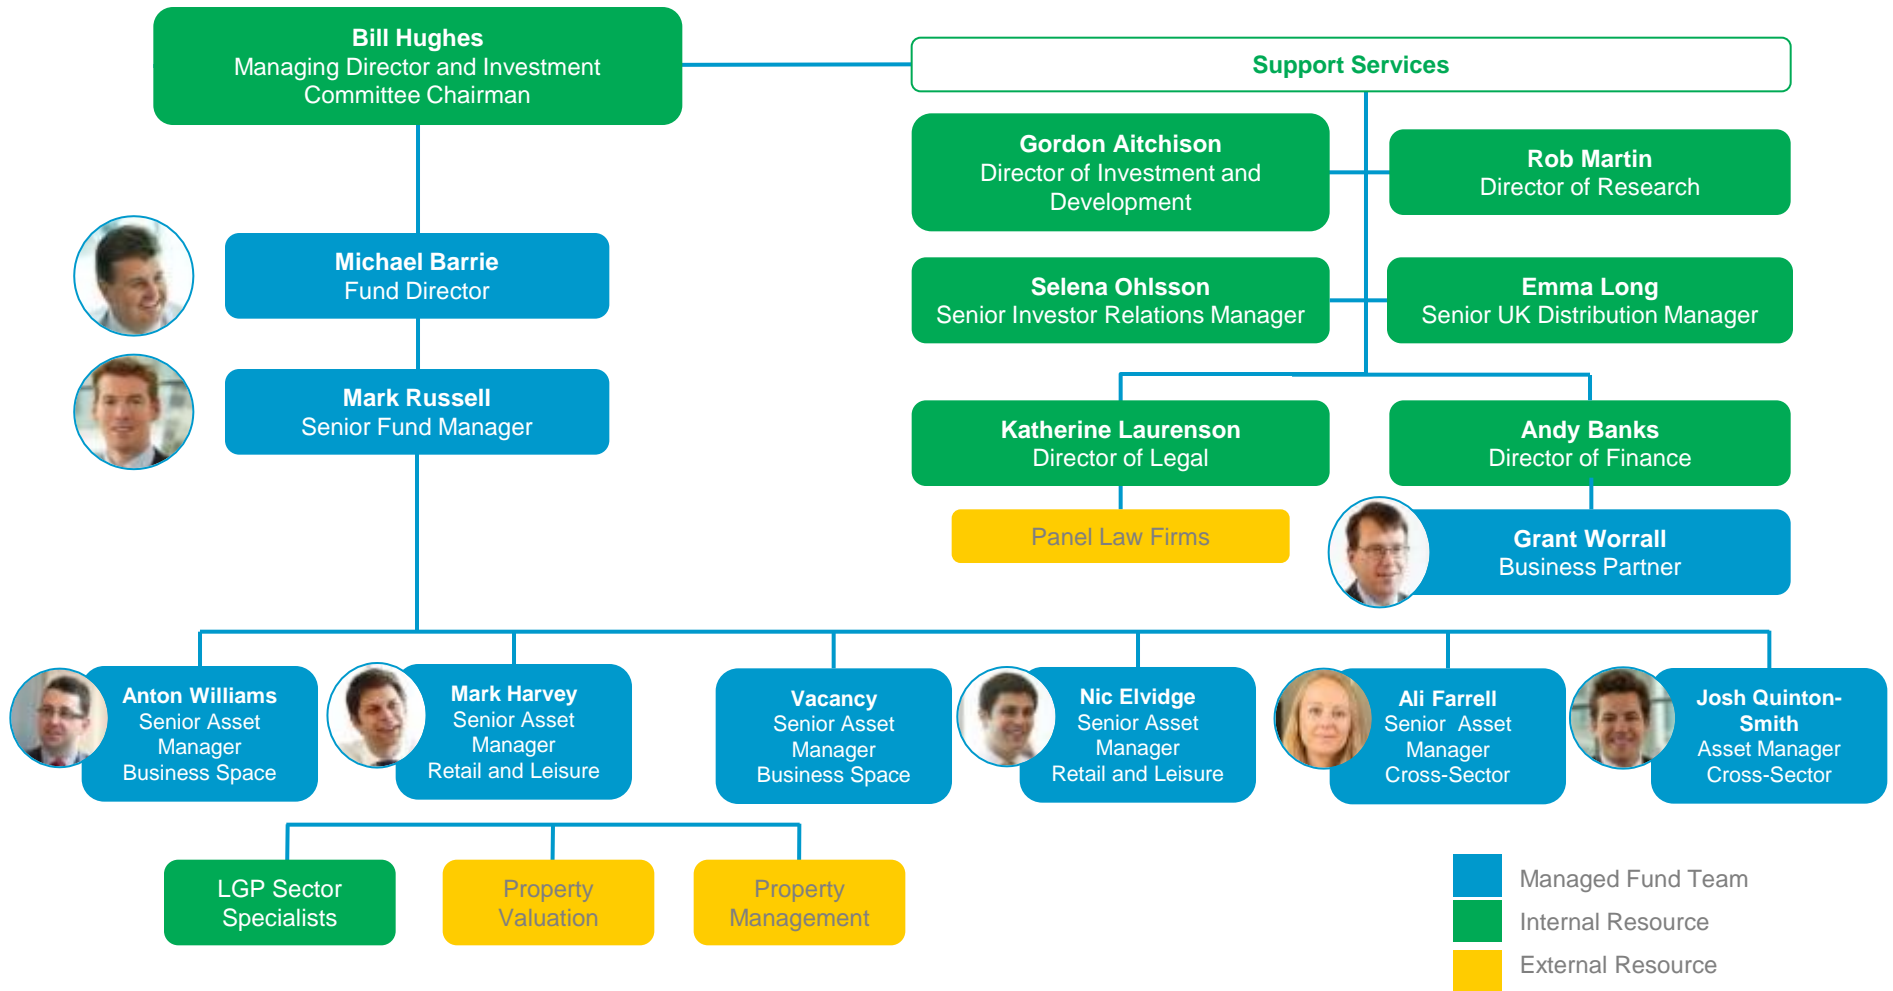 Bill Hughes
Managing Director and Investment
Committee Chairman
Support Services
Gordon Aitchison
Director of Investment and
Development
Rob Martin
Director of Research
Michael Barrie
Fund Director
Selena Ohlsson
Senior Investor Relations Manager
Emma Long
Senior UK Distribution Manager
Mark Russell
Senior Fund Manager
Katherine Laurenson
Director of Legal
Andy Banks
Director of Finance
Panel Law Firms
Grant Worrall
Business Partner
Anton Williams
Senior Asset
Manager
Business Space
Mark Harvey
Senior Asset
Manager
Retail and Leisure
Vacancy
Senior Asset
Manager
Business Space
Nic Elvidge
Senior Asset
Manager
Retail and Leisure
Ali Farrell
Senior Asset
Manager
Cross-Sector
Josh Quinton-
Smith
Asset Manager
Cross-Sector
LGP Sector
Specialists
Property
Valuation
Property
Management
Managed Fund Team
Internal Resource
External Resource